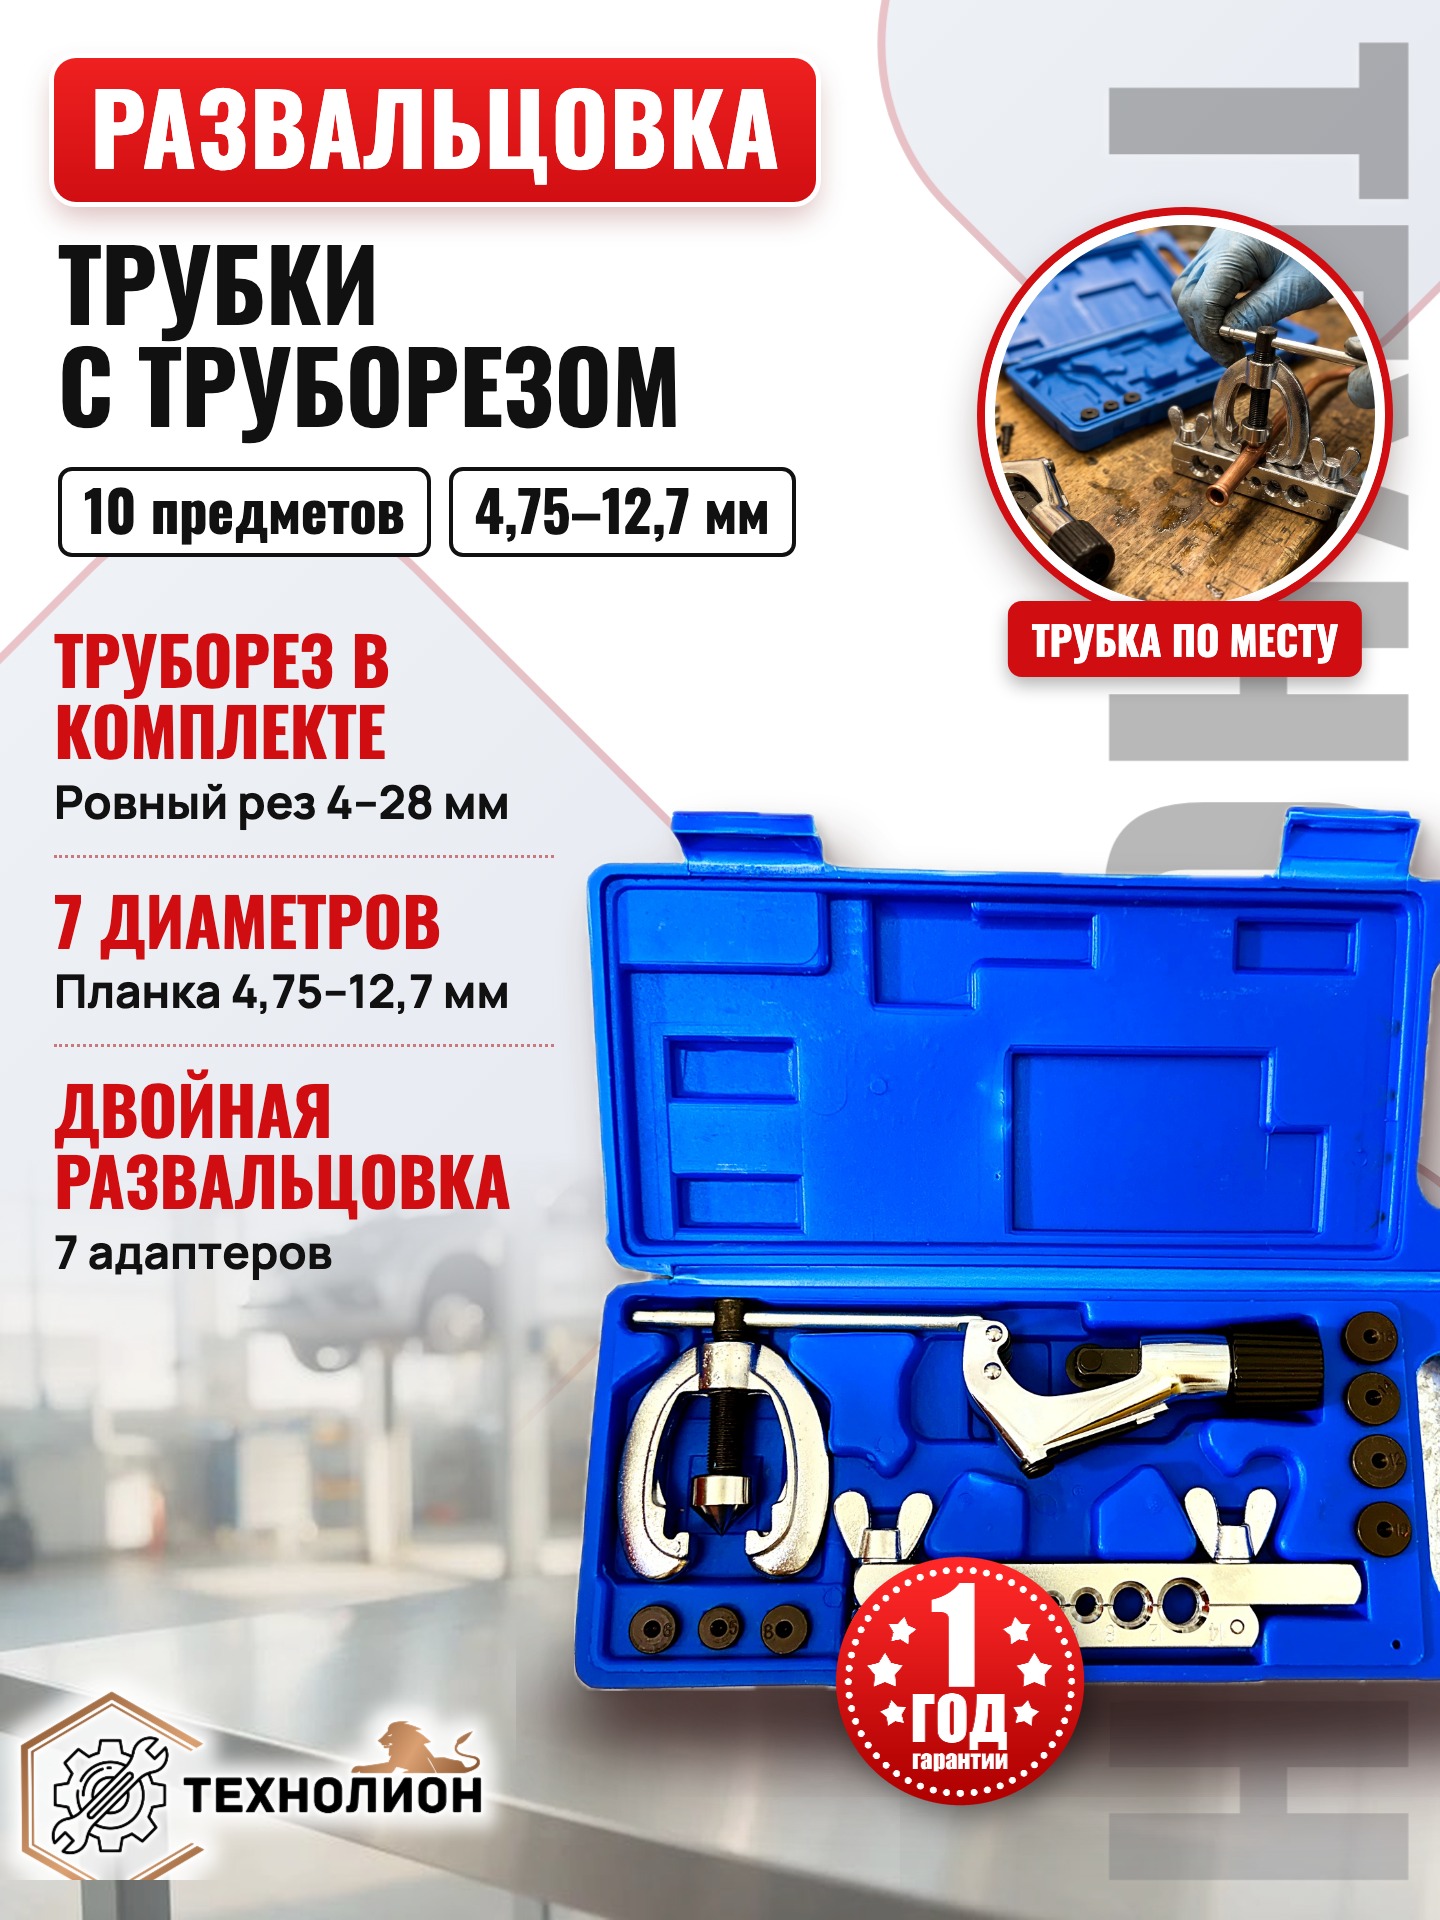 РАЗВАЛЬЦОВКА
ТРУБКИ
С ТРУБОРЕЗОМ
10 предметов
4,75–12,7 мм
ТРУБКА ПО МЕСТУ
ТРУБОРЕЗ В
КОМПЛЕКТЕ
Ровный рез 4–28 мм
7 ДИАМЕТРОВ
Планка 4,75–12,7 мм
ДВОЙНАЯ
РАЗВАЛЬЦОВКА
7 адаптеров
1
ГОД
гарантии
ТЕХНОЛИОН